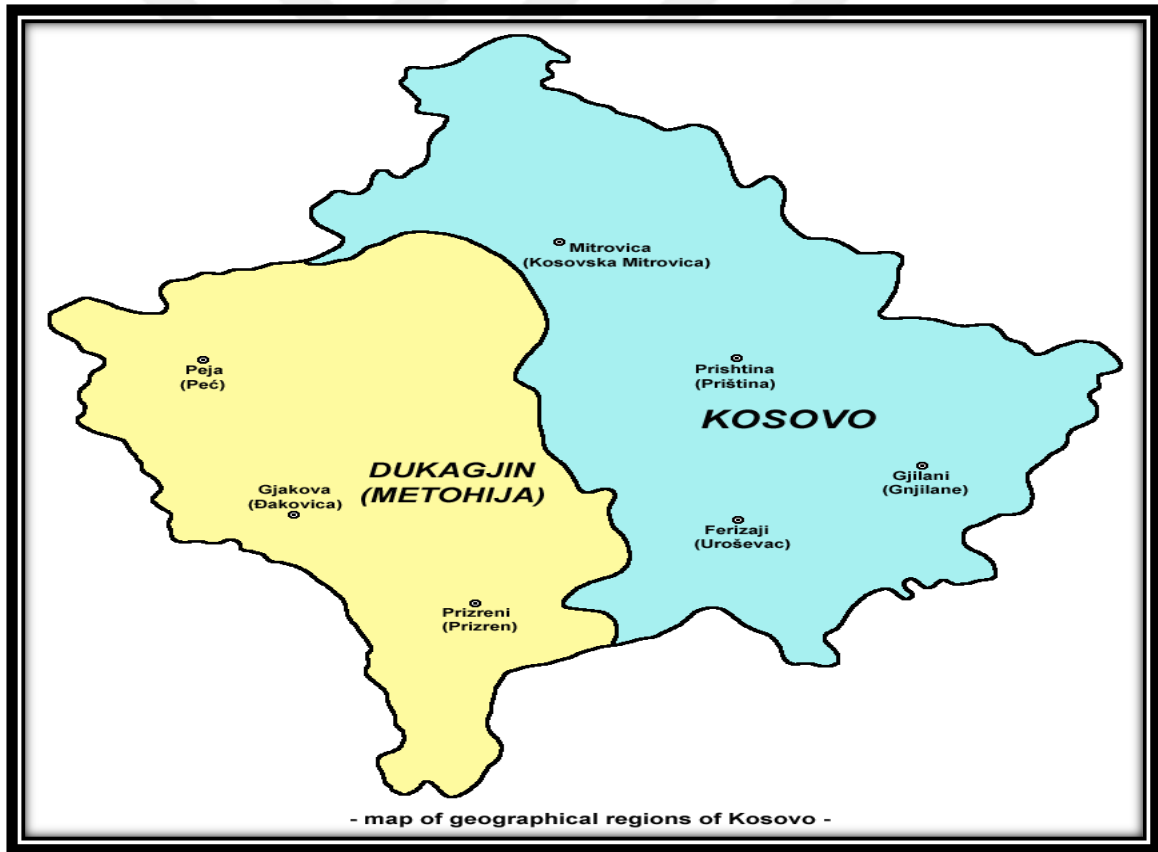 Mitrovica
(Kosovska Mitrovica)
Peja
(Peć)
Prishtina
(Priština)
KOSOVO
DUKAGJIN
(METOHIJA)
Gjakova
(Đakovica)
Gjilani
(Gnjilane)
Ferizaji
(Uroševac)
Prizreni
(Prizren)
- map of geographical regions of Kosovo -